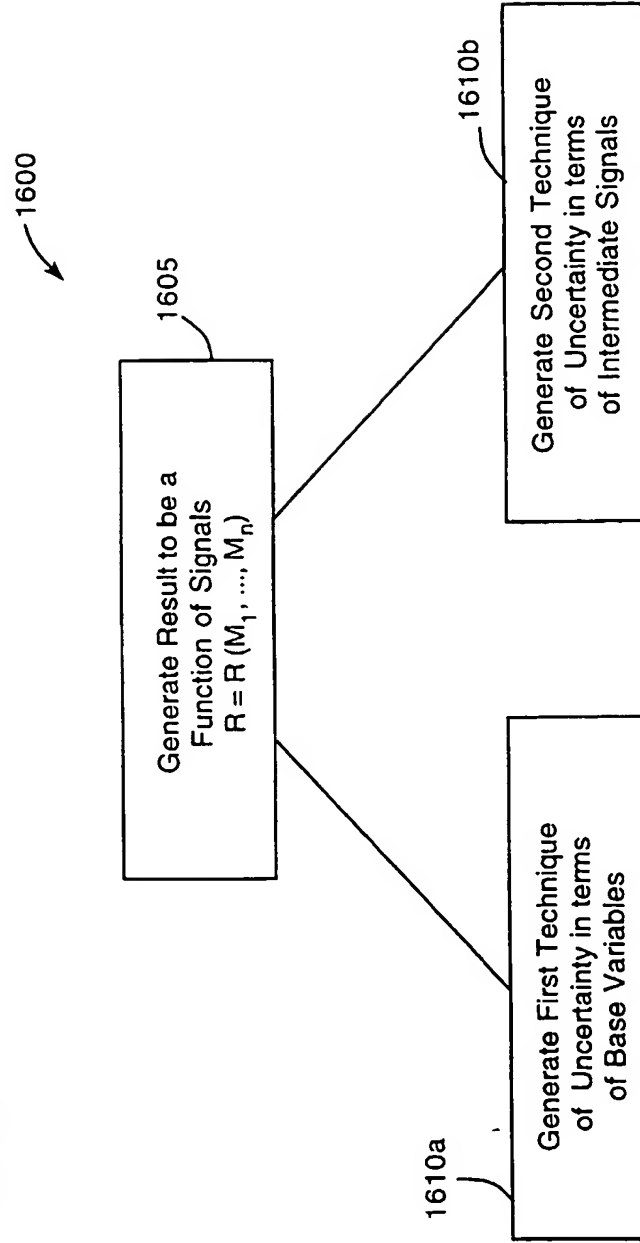 1600
1605
Generate Result to be a
Function of Signals
R = R (M₁, ..., Mₙ)
1610a
Generate First Technique
of Uncertainty in terms
of Base Variables
1610b
Generate Second Technique
of Uncertainty in terms
of Intermediate Signals